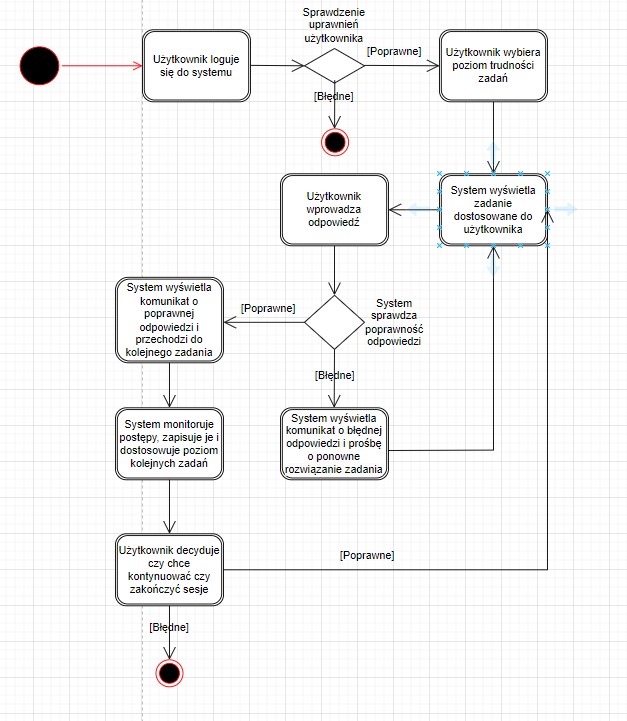 Sprawdzenie
uprawnień
użytkownika
Użytkownik loguje
się do systemu
[Poprawne]
Użytkownik wybiera
poziom trudności
zadań
[Błędne]
Użytkownik
wprowadza
odpowiedź
System wyświetla
zadanie
dostosowane do
użytkownika
System wyświetla
komunikat o
poprawnej
odpowiedzi i
przechodzi do
kolejnego zadania
[Poprawne]
System
sprawdza
poprawność
odpowiedzi
[Błędne]
System monitoruje
postępy, zapisuje je i
dostosowuje poziom
kolejnych zadań
System wyświetla
komunikat o błędnej
odpowiedzi i prośbę
o ponowne
rozwiązanie zadania
Użytkownik decyduje
czy chce
kontynuować czy
zakończyć sesje
[Poprawne]
[Błędne]